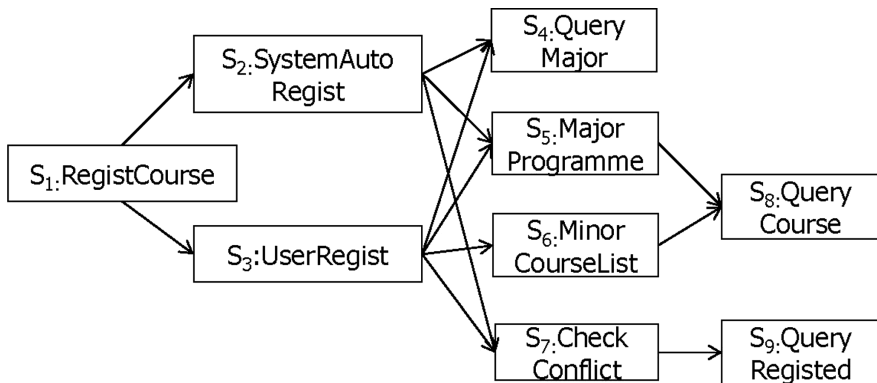 S1:RegistCourse
S2:SystemAuto
Regist
S3:UserRegist
S4:Query
Major
S5:Major
Programme
S6:Minor
CourseList
S7:Check
Conflict
S8:Query
Course
S9:Query
Registed